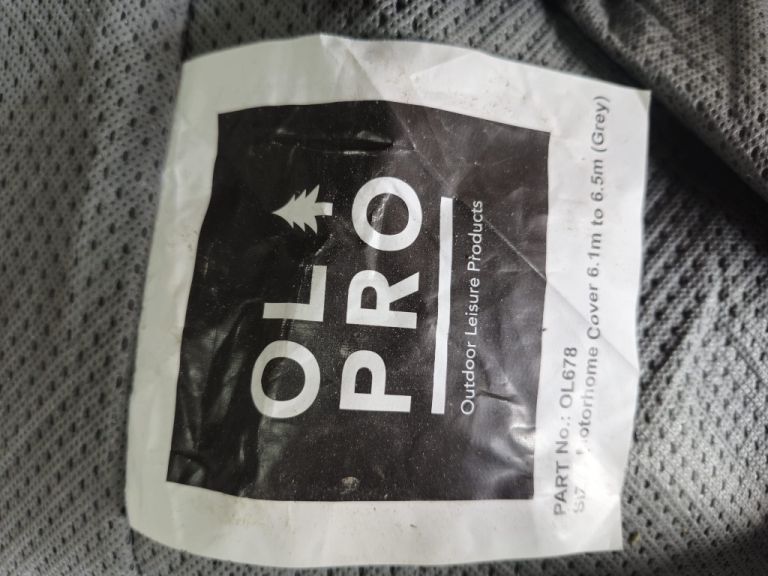 OL
PRO
Outdoor Leisure Products
PART No.: OL678
Motorhome Cover 6.1m to 6.5m (Grey)